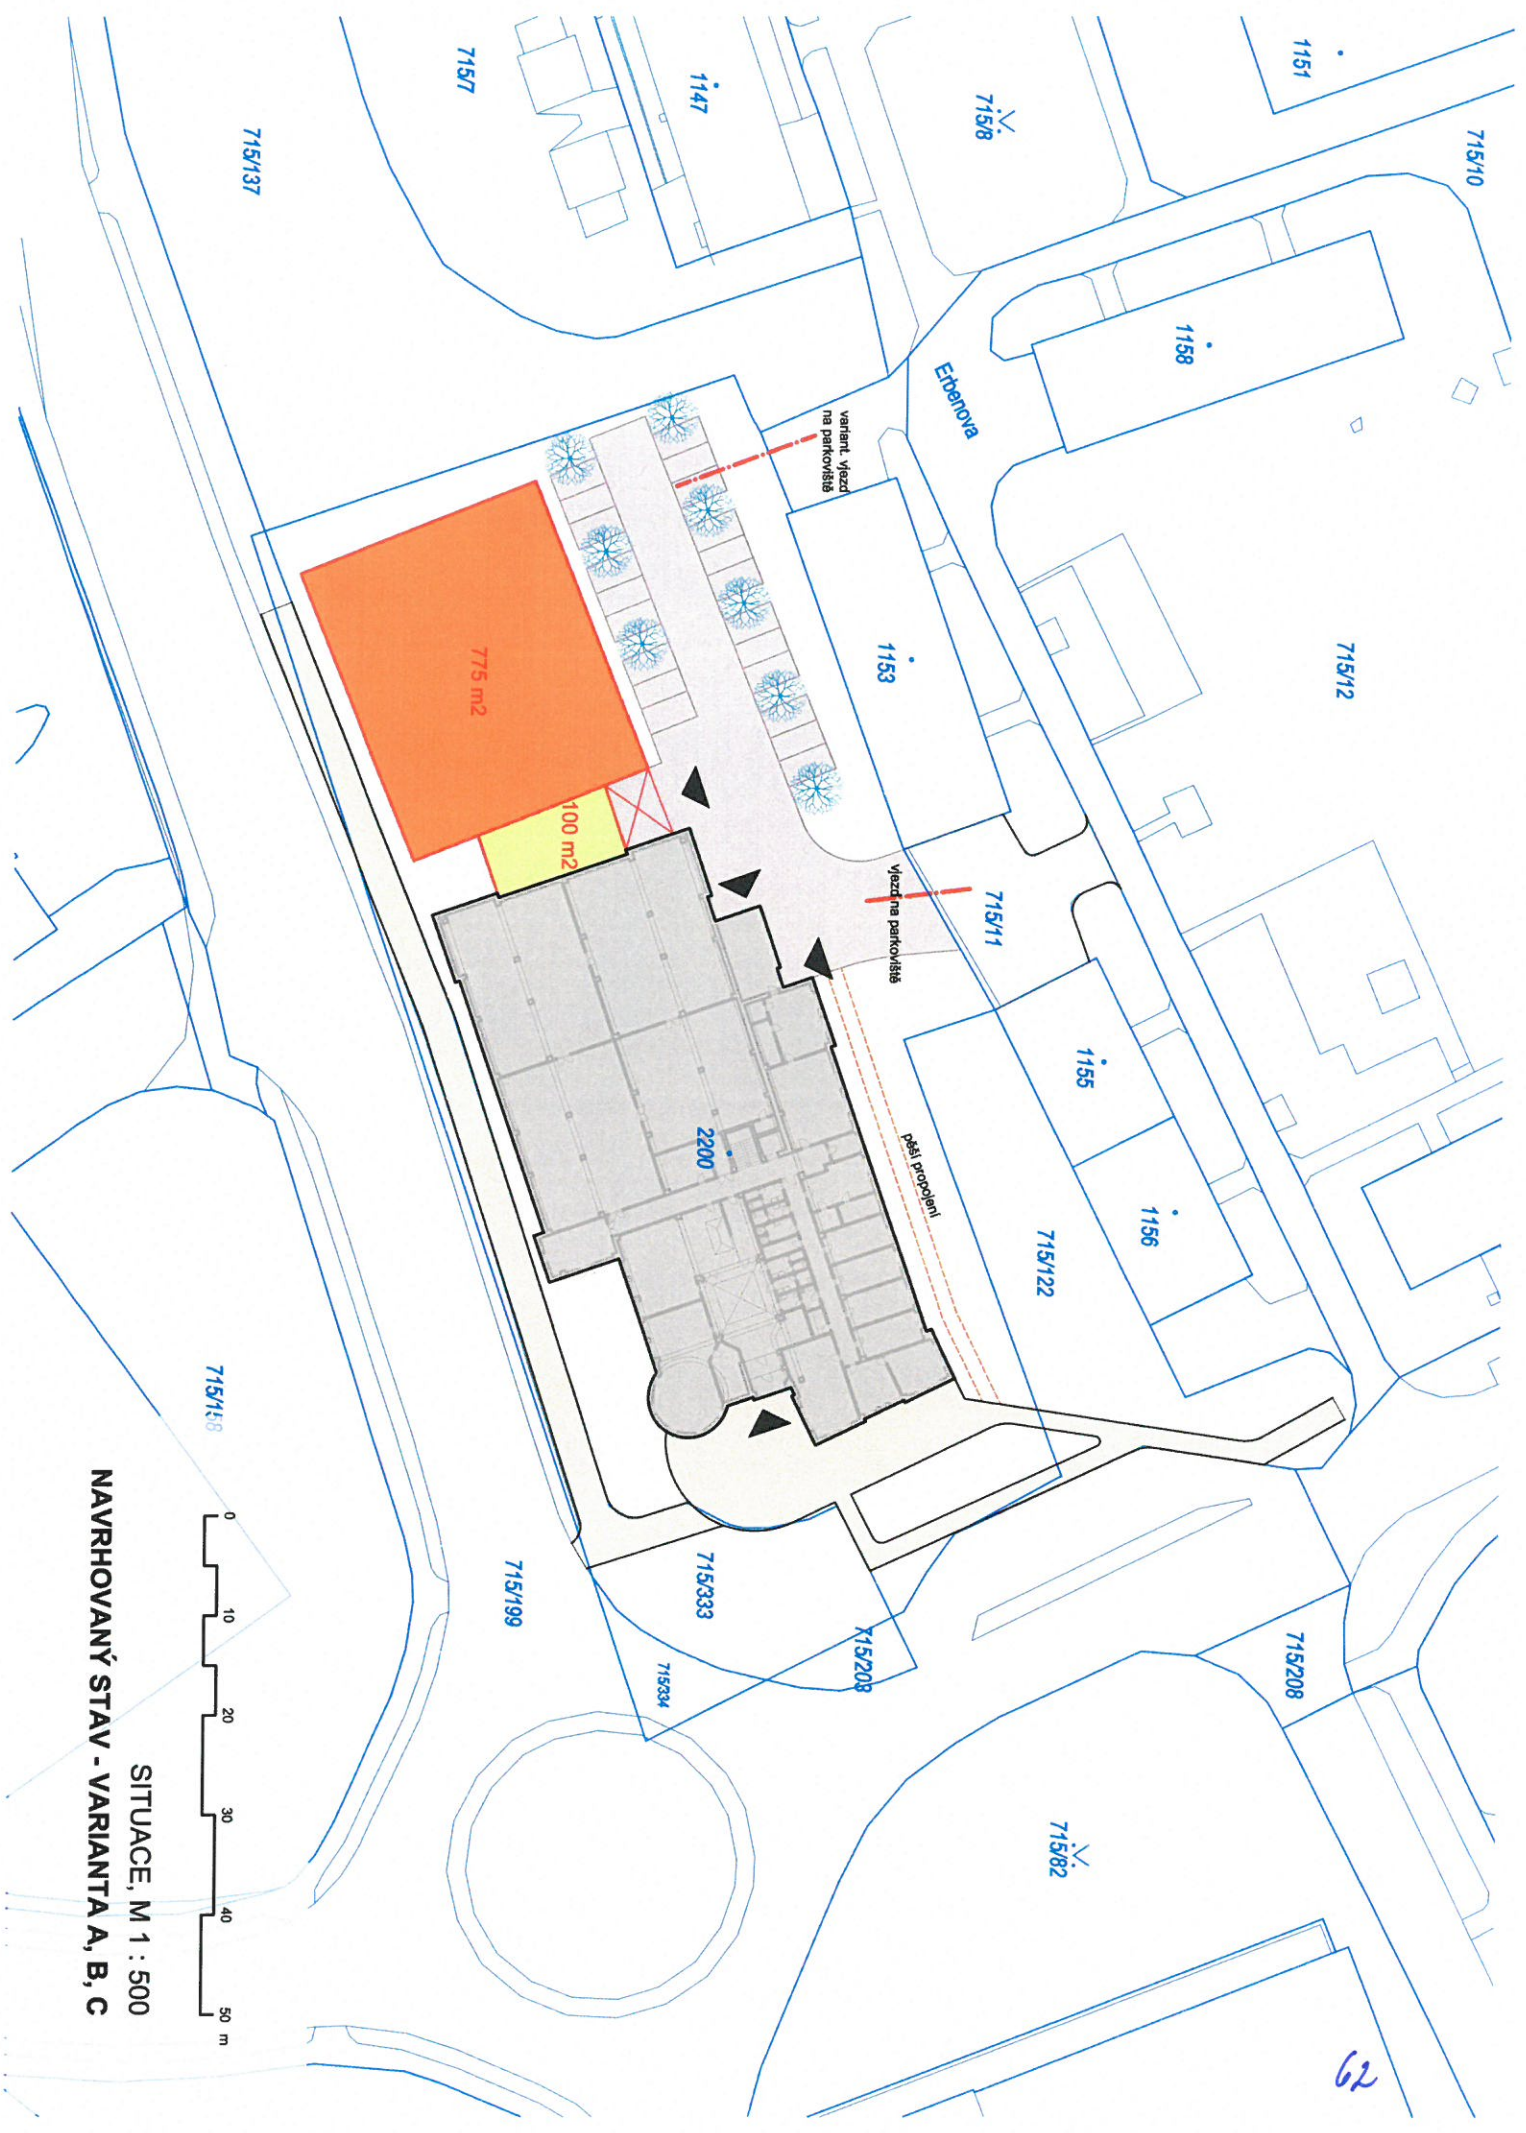 1151
715/10
1147
715/8
715/7
715/137
1158
Erbenova
variant. vjezd
na parkoviště
715/12
1153
775 m2
100 m2
vjezd na parkoviště
715/11
1155
2200
pěší propojení
1156
715/122
715/158
715/199
715/333
715/334
715/208
715/208
715/82
0 10 20 30 40 50 m
SITUACE, M 1 : 500
NAVRHOVANÝ STAV - VARIANTA A, B, C
62